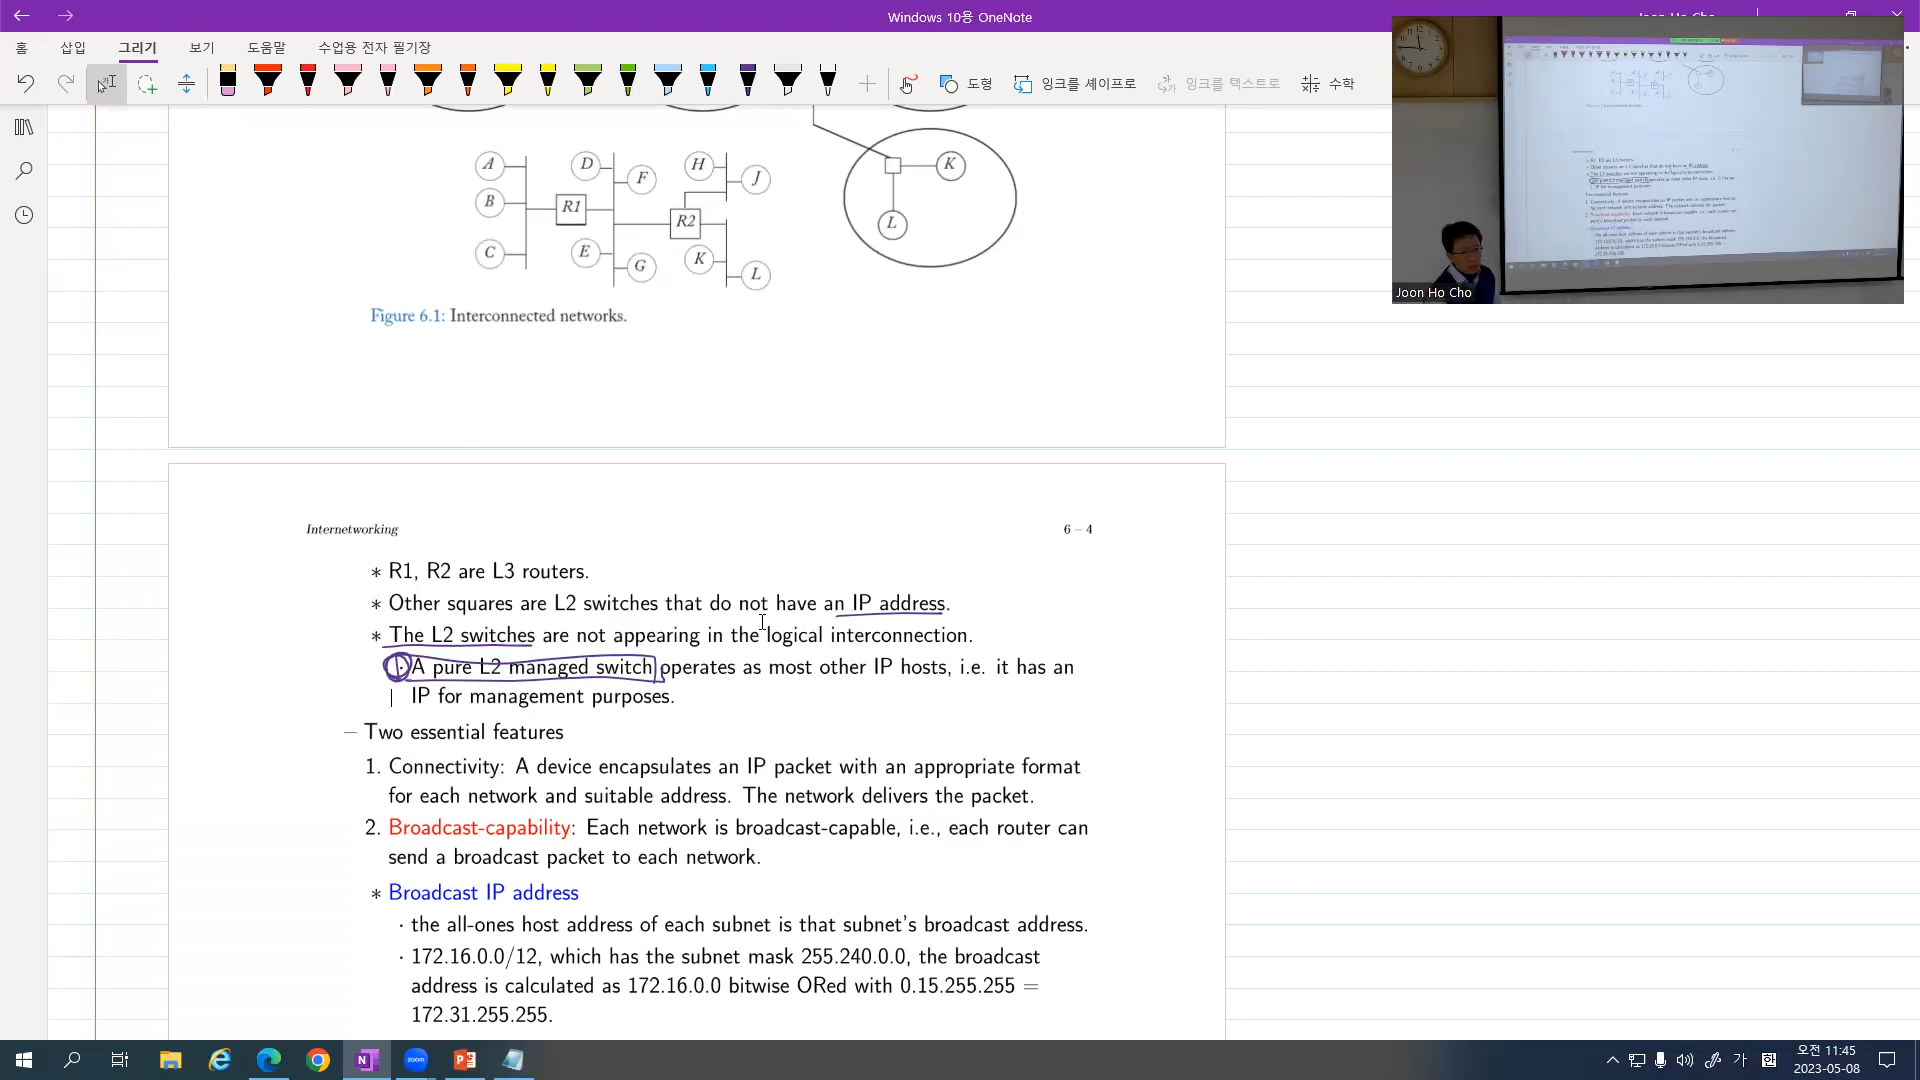 Windows 10용 OneNote
Joon Ho Cho
홈 삽입 그리기 보기 도움말 수업용 전자 필기장
도형 잉크를 셰이프로 잉크를 텍스트로 수학
A
B
C
D
E
F
G
H
J
K
L
R1
R2
K
L
Figure 6.1: Interconnected networks.
Joon Ho Cho
Internetworking 6 – 4
∗ R1, R2 are L3 routers.
∗ Other squares are L2 switches that do not have an IP address.
∗ The L2 switches are not appearing in the logical interconnection.
· A pure L2 managed switch operates as most other IP hosts, i.e. it has an
IP for management purposes.
– Two essential features
1. Connectivity: A device encapsulates an IP packet with an appropriate format
for each network and suitable address. The network delivers the packet.
2. Broadcast-capability: Each network is broadcast-capable, i.e., each router can
send a broadcast packet to each network.
∗ Broadcast IP address
· the all-ones host address of each subnet is that subnet's broadcast address.
· 172.16.0.0/12, which has the subnet mask 255.240.0.0, the broadcast
address is calculated as 172.16.0.0 bitwise ORed with 0.15.255.255 =
172.31.255.255.
zoom
가 한 오전 11:45
2023-05-08